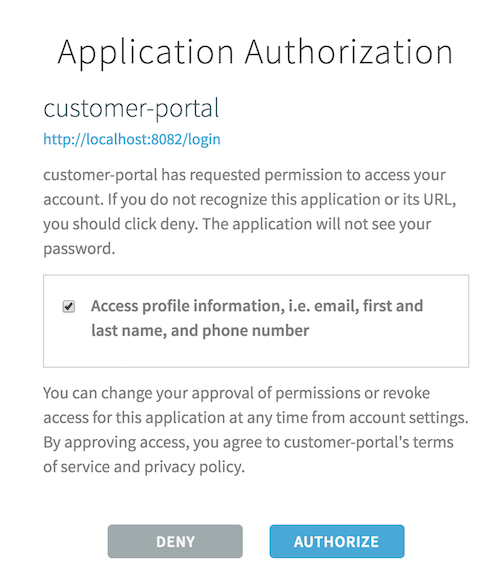 Application Authorization
customer-portal
http://localhost:8082/login
customer-portal has requested permission to access your
account. If you do not recognize this application or its URL,
you should click deny. The application will not see your
password.
Access profile information, i.e. email, first and
last name, and phone number
You can change your approval of permissions or revoke
access for this application at any time from account settings.
By approving access, you agree to customer-portal's terms
of service and privacy policy.
DENY
AUTHORIZE